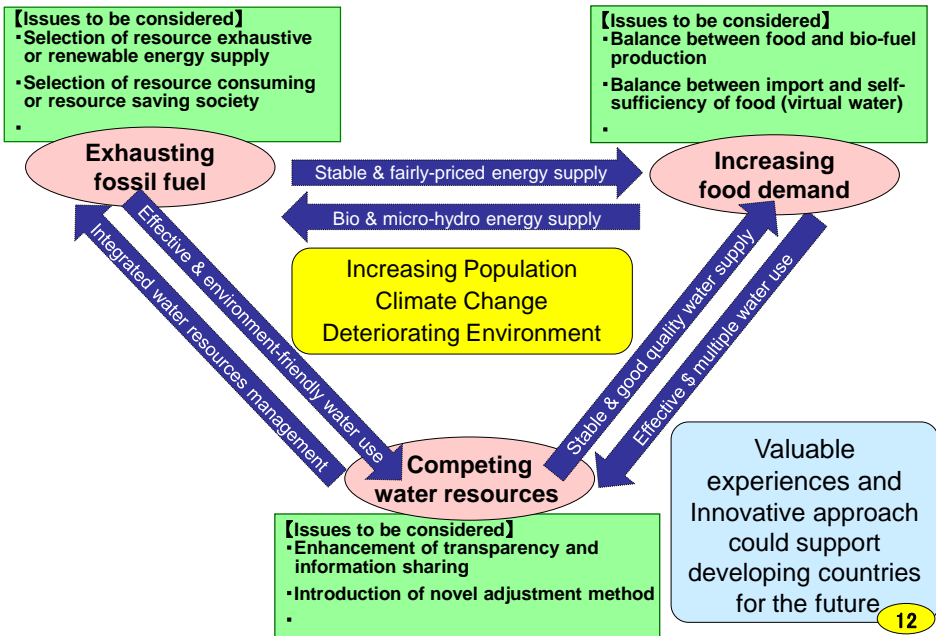 【Issues to be considered】
▪Selection of resource exhaustive
or renewable energy supply
▪Selection of resource consuming
or resource saving society
▪
【Issues to be considered】
▪Balance between food and bio-fuel
production
▪Balance between import and self-
sufficiency of food (virtual water)
▪
Exhausting
fossil fuel
Stable & fairly-priced energy supply
Bio & micro-hydro energy supply
Increasing
food demand
Effective & environment-friendly water use
Integrated water resources management
Increasing Population
Climate Change
Deteriorating Environment
Stable & good quality water supply
Effective $ multiple water use
Competing
water resources
【Issues to be considered】
▪Enhancement of transparency and
information sharing
▪Introduction of novel adjustment method
▪
Valuable
experiences and
Innovative approach
could support
developing countries
for the future
12